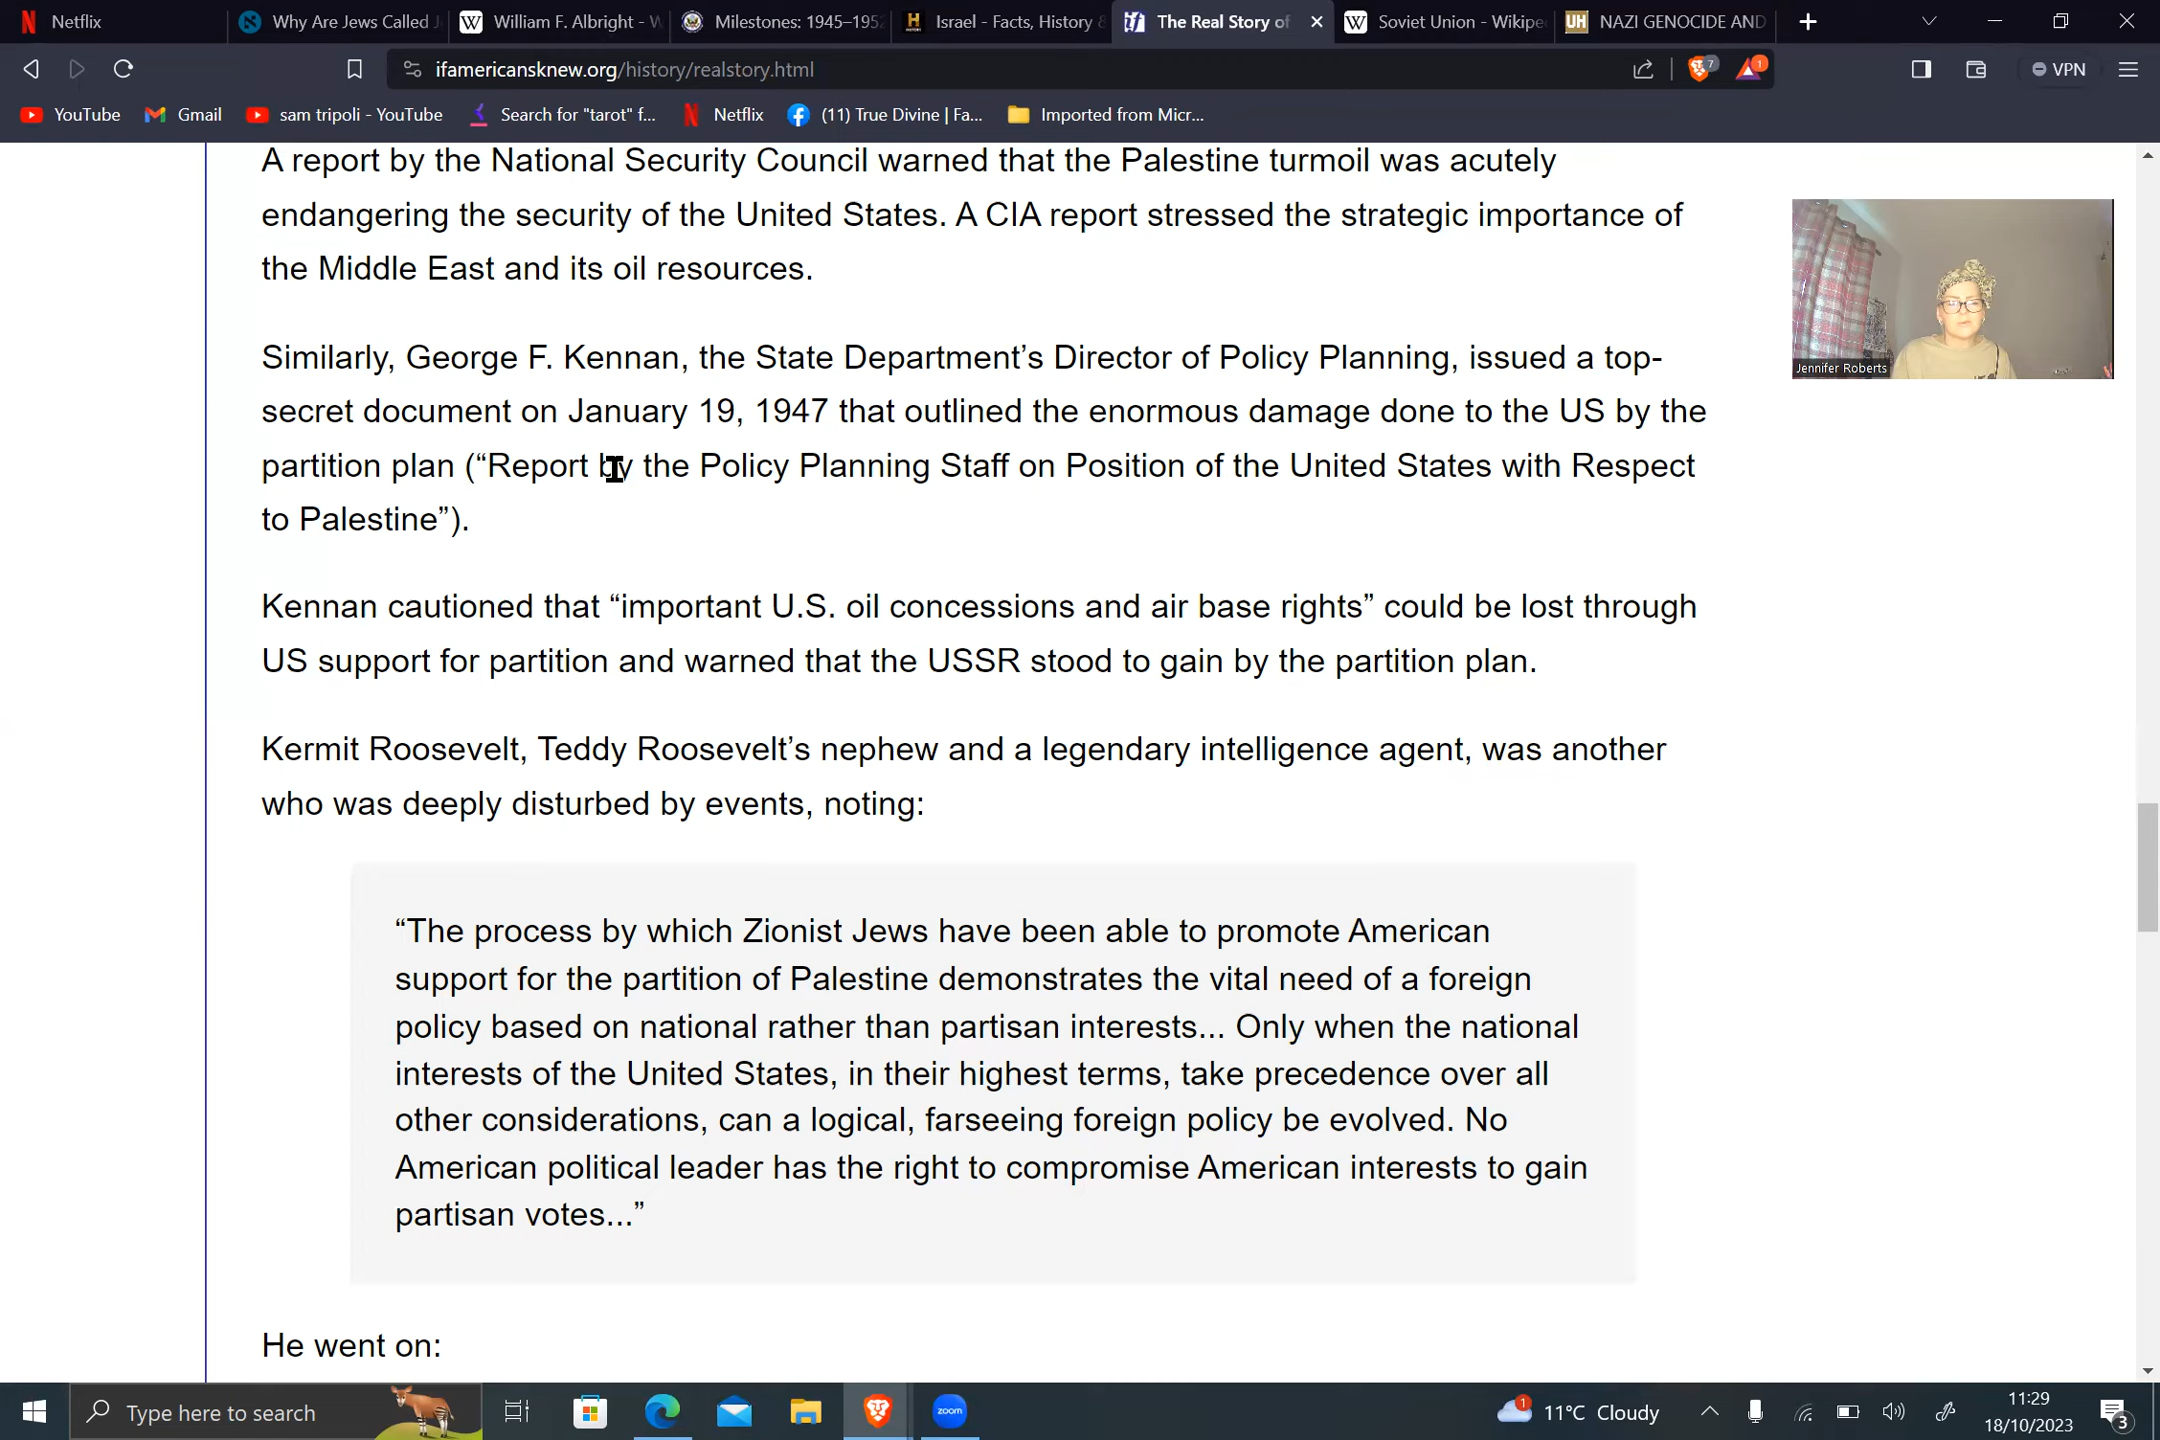 Netflix
Why Are Jews Called J
William F. Albright - W
Milestones: 1945–1952
Israel - Facts, History &
The Real Story of
Soviet Union - Wikipe
NAZI GENOCIDE AND
ifamericansknew.org/history/realstory.html
7
1
VPN
YouTube
Gmail
sam tripoli - YouTube
Search for "tarot" f...
Netflix
(11) True Divine | Fa...
Imported from Micr...
A report by the National Security Council warned that the Palestine turmoil was acutely
endangering the security of the United States. A CIA report stressed the strategic importance of
the Middle East and its oil resources.
Similarly, George F. Kennan, the State Department’s Director of Policy Planning, issued a top-
secret document on January 19, 1947 that outlined the enormous damage done to the US by the
partition plan (“Report by the Policy Planning Staff on Position of the United States with Respect
to Palestine”).
Kennan cautioned that “important U.S. oil concessions and air base rights” could be lost through
US support for partition and warned that the USSR stood to gain by the partition plan.
Kermit Roosevelt, Teddy Roosevelt’s nephew and a legendary intelligence agent, was another
who was deeply disturbed by events, noting:
“The process by which Zionist Jews have been able to promote American
support for the partition of Palestine demonstrates the vital need of a foreign
policy based on national rather than partisan interests... Only when the national
interests of the United States, in their highest terms, take precedence over all
other considerations, can a logical, farseeing foreign policy be evolved. No
American political leader has the right to compromise American interests to gain
partisan votes...”
He went on:
Jennifer Roberts
Type here to search
zoom
1
11°C Cloudy
11:29
18/10/2023
3